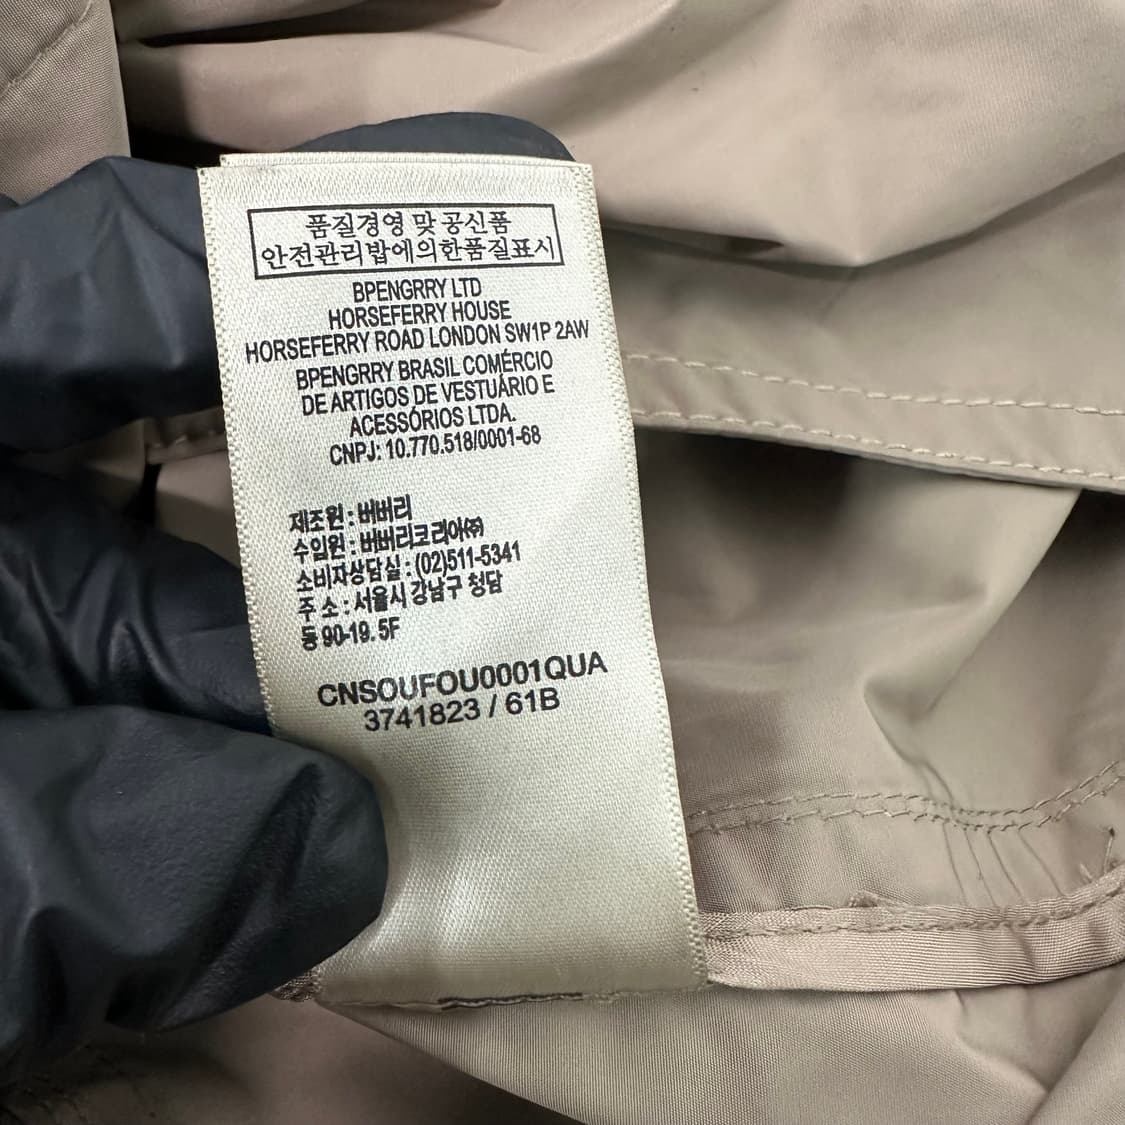 품질경영 맞 공신품
안전관리밥에의한품질표시
BPENGRRY LTD
HORSEFERRY HOUSE
HORSEFERRY ROAD LONDON SW1P 2AW
BPENGRRY BRASIL COMÉRCIO
DE ARTIGOS DE VESTUÁRIO E
ACESSÓRIOS LTDA.
CNPJ: 10.770.518/0001-68
제조원 : 버버리
수입원 : 버버리코리아㈜
소비자상담실 : (02)511-5341
주 소 : 서울시 강남구 청담
동 90-19. 5F
CNSOUFOU0001QUA
3741823 / 61B